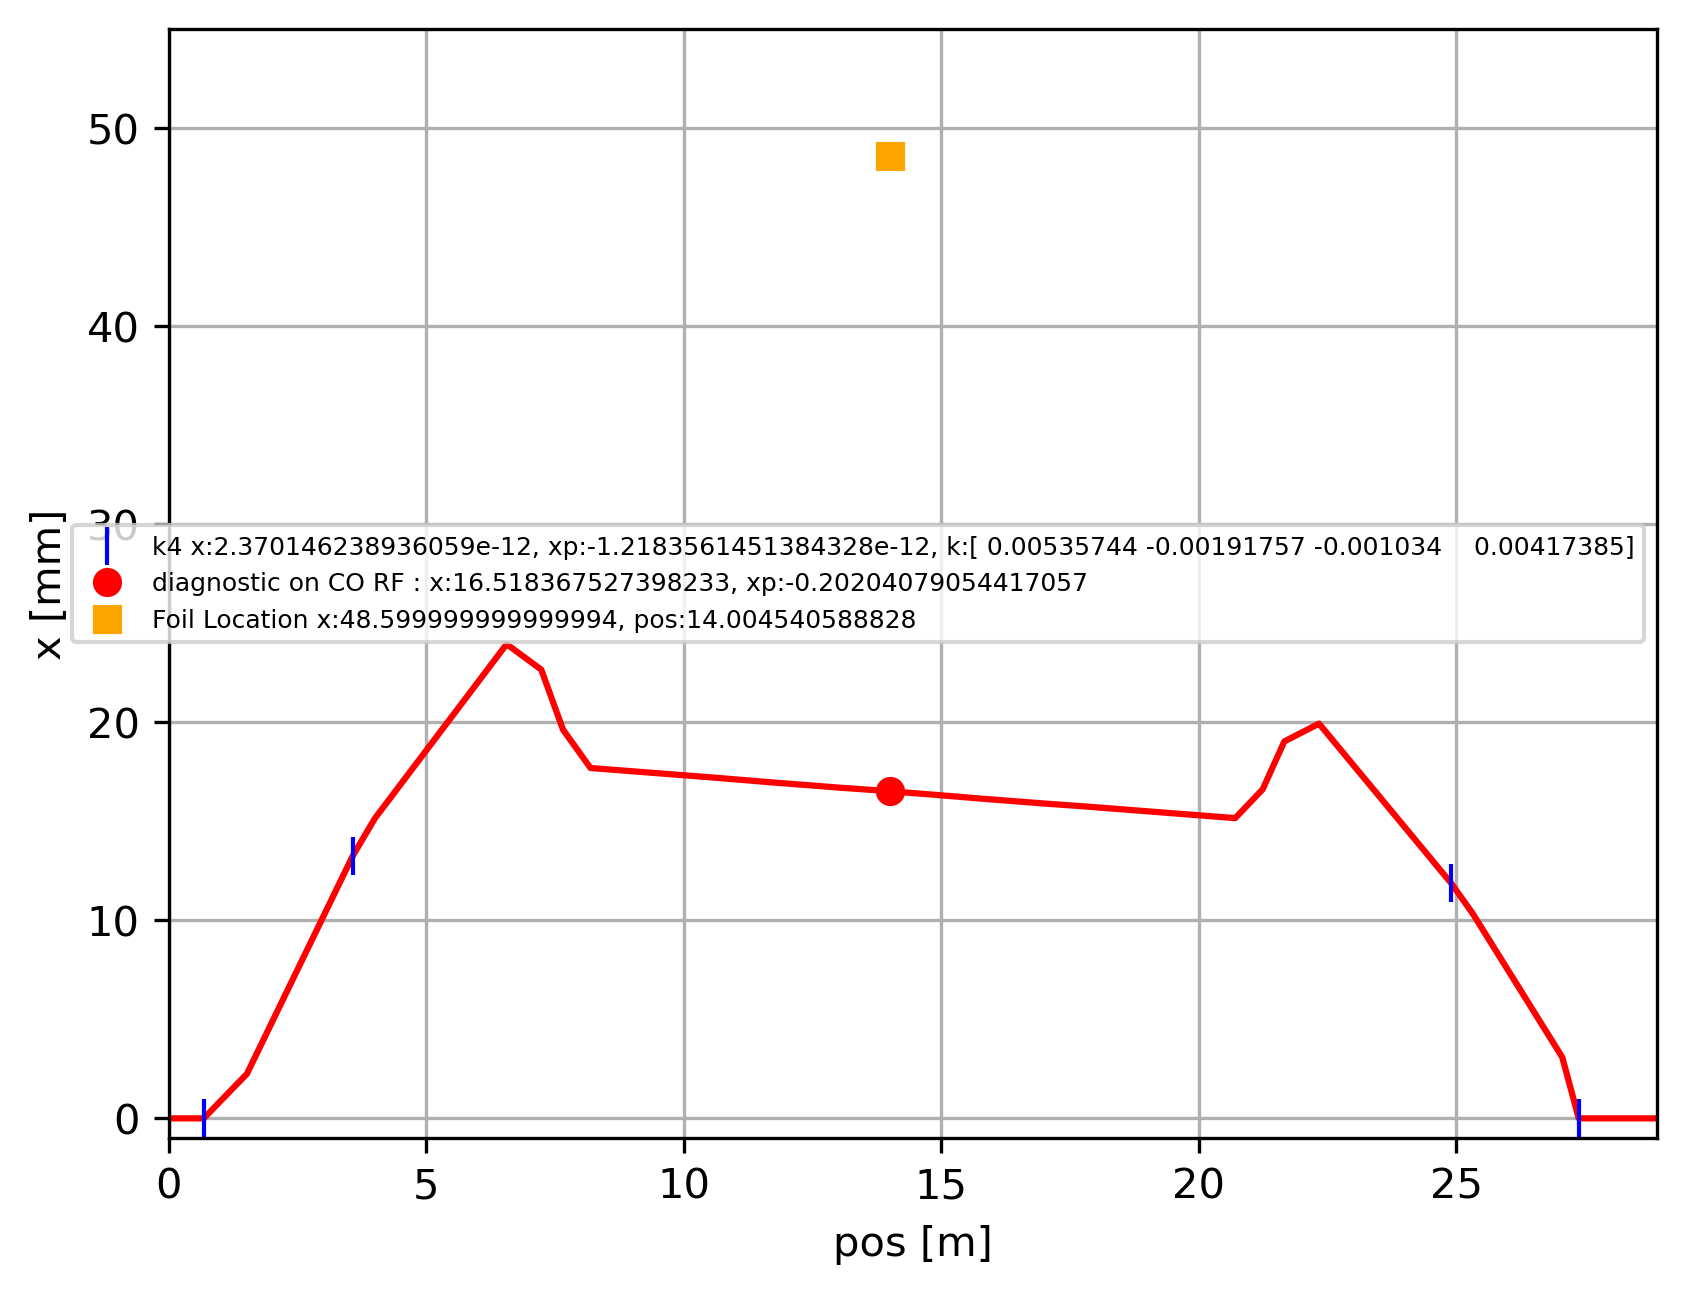 50
40
30
20
10
0
x [mm]
k4 x:2.370146238936059e-12, xp:-1.2183561451384328e-12, k:[ 0.00535744 -0.00191757 -0.001034    0.00417385]
diagnostic on CO RF : x:16.518367527398233, xp:-0.20204079054417057
Foil Location x:48.599999999999994, pos:14.004540588828
0 5 10 15 20 25
pos [m]